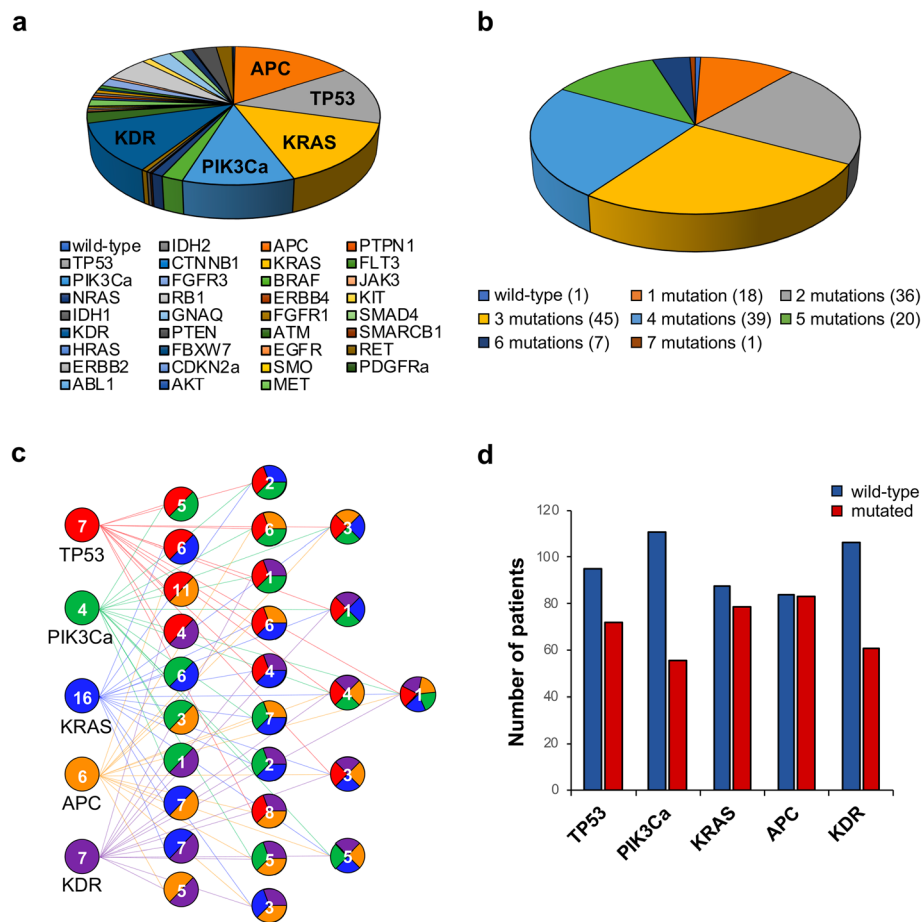 a
APC
TP53
KRAS
PIK3Ca
KDR
wild-type IDH2 APC PTPN1
TP53 CTNNB1 KRAS FLT3
PIK3Ca FGFR3 BRAF JAK3
NRAS RB1 ERBB4 KIT
IDH1 GNAQ FGFR1 SMAD4
KDR PTEN ATM SMARCB1
HRAS FBXW7 EGFR RET
ERBB2 CDKN2a SMO PDGFRa
ABL1 AKT MET
b
wild-type (1) 1 mutation (18) 2 mutations (36)
3 mutations (45) 4 mutations (39) 5 mutations (20)
6 mutations (7) 7 mutations (1)
c
7
TP53
4
PIK3Ca
16
KRAS
6
APC
7
KDR
5
6
11
4
6
3
1
7
7
5
2
6
1
6
4
7
2
8
5
3
3
1
4
3
5
1
d
wild-type
mutated
Number of patients
120
100
80
60
40
20
0
TP53
PIK3Ca
KRAS
APC
KDR